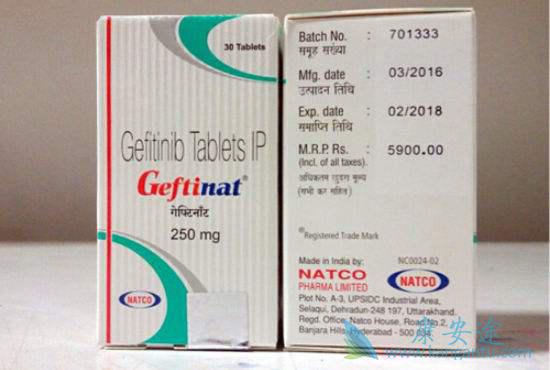 30 Tablets
Gefitinib Tablets IP
Geftinat®
गेफ्टिनॅट
250 mg
NATCO
Batch No. : 701333
समूह संख्या
Mfg. date : 03/2016
उत्पादन तिथि
Exp. date : 02/2018
समाप्ति तिथि
M.R.P. Rs. : 5900.00
(Incl. of all taxes)
अधिकतम खुदरा मूल्य
(सभी कर सहित)
®Registered Trade Mark
Made in India by: NC0024-02
NATCO
PHARMA LIMITED
NATCO
Plot No. A-3, UPSIDC Industrial Area,
Selaqui, Dehradun-248 197, Uttarakhand.
Regd. Office: Natco House, Road No.2,
Banjara Hills, Hyderabad - 500
康安途